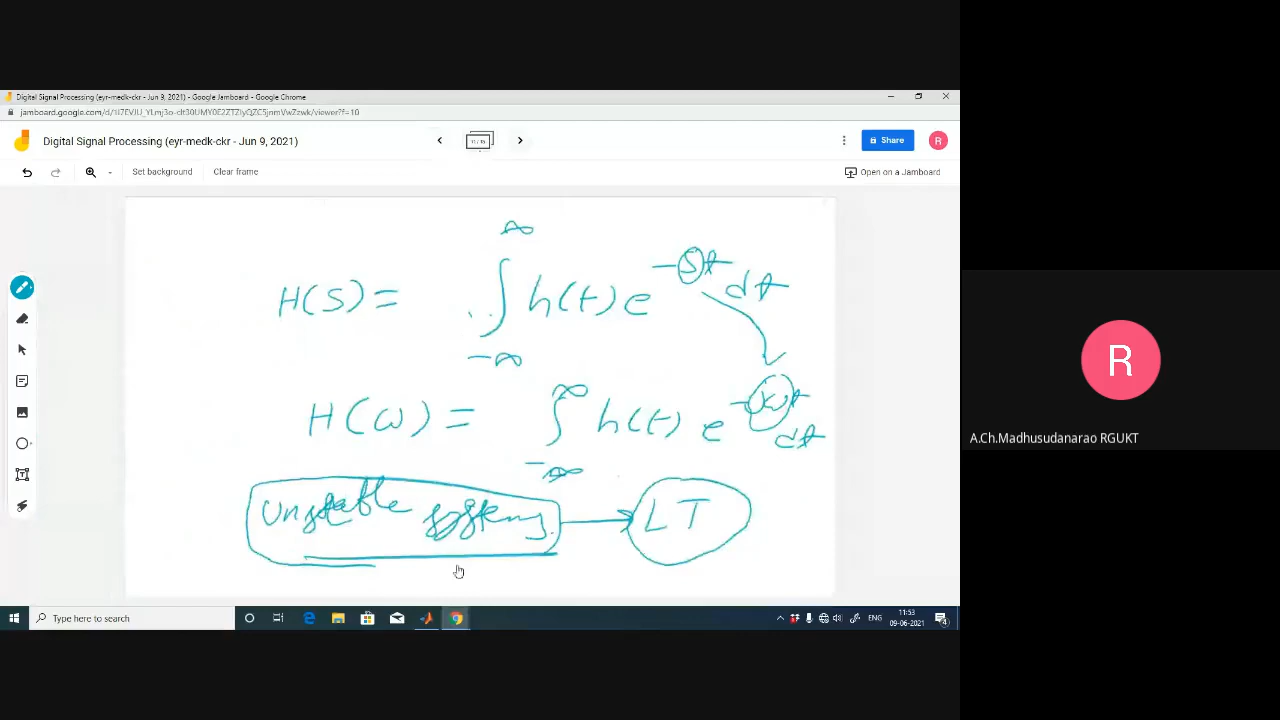 Digital Signal Processing (eyr-medk-ckr - Jun 9, 2021) - Google Jamboard - Google Chrome
Digital Signal Processing (eyr-medk-ckr - Jun 9, 2021)
Share
R
Set background
Clear frame
Open on a Jamboard
H(S) = ∫ h(t) e^-St dt
∞
-∞
H(ω) = ∫ h(t) e^-jωt dt
∞
-∞
Unstable systems
LT
R
A.Ch.Madhusudanarao RGUKT
Type here to search
ENG
11:53
09-06-2021
4